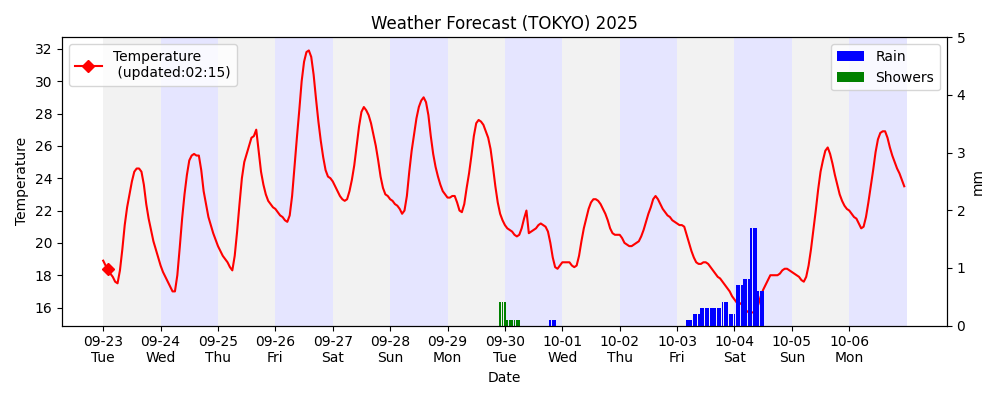 Weather Forecast (TOKYO) 2025
Temperature
(updated:02:15)
Rain
Showers
Temperature
32
30
28
26
24
22
20
18
16
5
4
3
2
1
0
mm
09-23 09-24 09-25 09-26 09-27 09-28 09-29 09-30 10-01 10-02 10-03 10-04 10-05 10-06
Tue Wed Thu Fri Sat Sun Mon Tue Wed Thu Fri Sat Sun Mon
Date